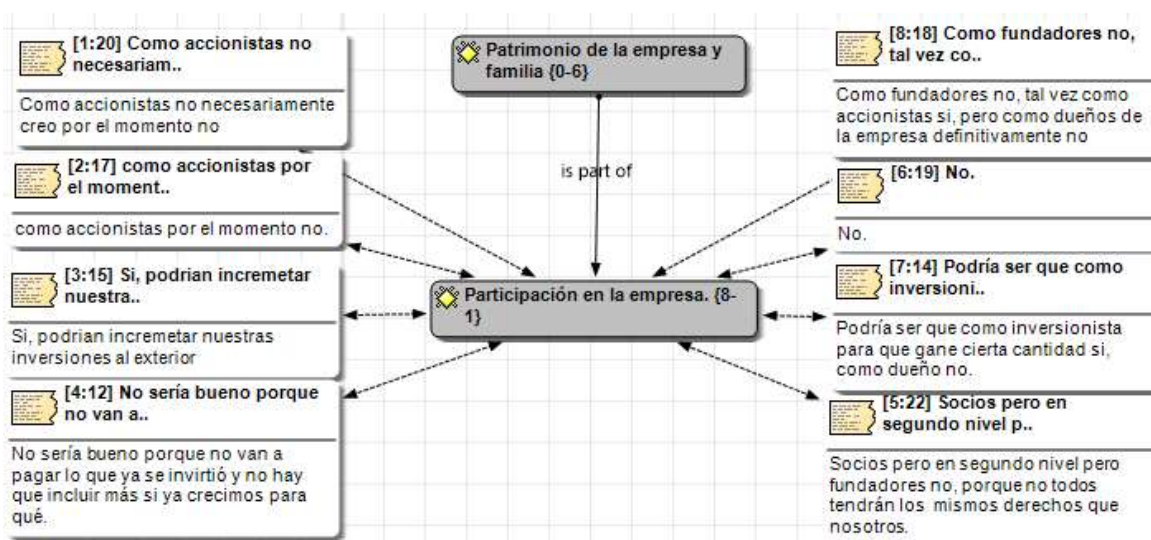 [1:20] Como accionistas no
necesariam..
Como accionistas no necesariamente
creo por el momento no
[2:17] como accionistas por
el moment..
como accionistas por el momento no.
[3:15] Si, podrian incremetar
nuestra..
Si, podrian incremetar nuestras
inversiones al exterior
[4:12] No sería bueno porque
no van a..
No sería bueno porque no van a
pagar lo que ya se invirtió y no hay
que incluir más si ya crecimos para
qué.
Patrimonio de la empresa y
familia {0-6}
is part of
Participación en la empresa. {8-
1}
[8:18] Como fundadores no,
tal vez co..
Como fundadores no, tal vez como
accionistas si, pero como dueños de
la empresa definitivamente no
[6:19] No.
No.
[7:14] Podría ser que como
inversioni..
Podría ser que como inversionista
para que gane cierta cantidad si,
como dueño no.
[5:22] Socios pero en
segundo nivel p..
Socios pero en segundo nivel pero
fundadores no, porque no todos
tendrán los mismos derechos que
nosotros.